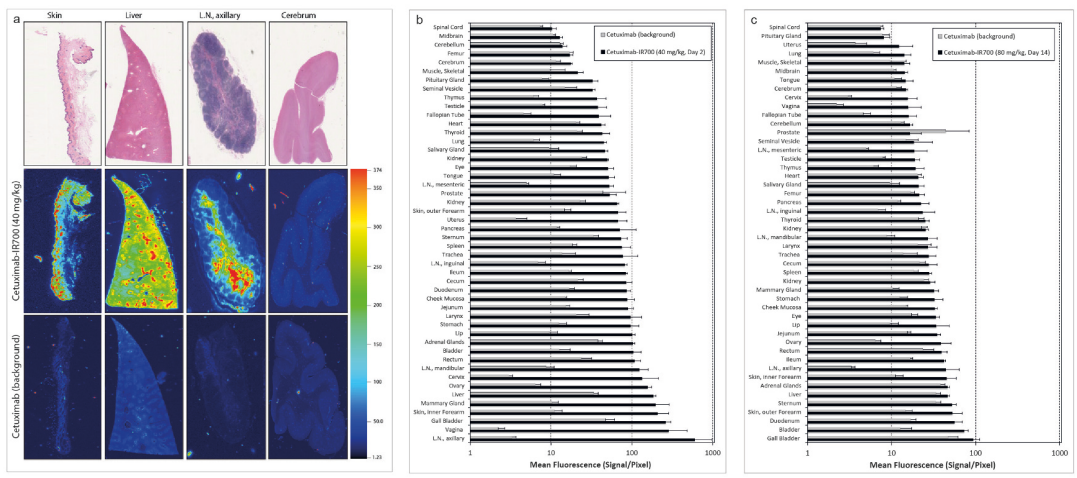 a
Skin Liver L.N., axillary Cerebrum
Cetuximab-IR700 (40 mg/kg)
Cetuximab (background)
376
350
300
250
200
150
100
50.0
1.23
b
Cetuximab (background)
Cetuximab-IR700 (40 mg/kg, Day 2)
Spinal Cord
Midbrain
Cerebellum
Femur
Cerebrum
Muscle, Skeletal
Pituitary Gland
Seminal Vesicle
Thymus
Testicle
Fallepian Tube
Heart
Thyroid
Lung
Salivary Gland
Kidney
Eye
Tongue
L.N., mesenteric
Prostate
Kidney
Skin, outer Forearm
Uterus
Pancreas
Sternum
Spleen
Trachea
L.N., inguinal
Ileum
Cecum
Duodenum
Cheek Mucosa
Jejunum
Larynx
Stomach
Lip
Adrenal Glands
Bladder
Rectum
L.N., mandibular
Cervix
Ovary
Liver
Mammary Gland
Skin, inner Forearm
Gall Bladder
Vagina
L.N., axillary
1 10 100 1000
Mean Fluorescence (Signal/Pixel)
c
Cetuximab (background)
Cetuximab-IR700 (80 mg/kg, Day 14)
Spinal Cord
Pituitary Gland
Uterus
Lung
Muscle, Skeletal
Midbrain
Tongue
Cerebrum
Cervix
Vagina
Fallopian Tube
Cerebellum
Prostate
Seminal Vesicle
L.N., mesenteric
Testicle
Thymus
Heart
Salivary Gland
Femur
Pancreas
L.N., inguinal
Thyroid
Kidney
L.N., mandibular
Larynx
Trachea
Cecum
Spleen
Kidney
Mammary Gland
Stomach
Cheek Mucosa
Eye
Lip
Jejunum
Ovary
Rectum
Ileum
L.N., axillary
Skin, inner Forearm
Adrenal Glands
Liver
Sternum
Skin, outer Forearm
Duodenum
Bladder
Gall Bladder
1 10 100 1000
Mean Fluorescence (Signal/Pixel)